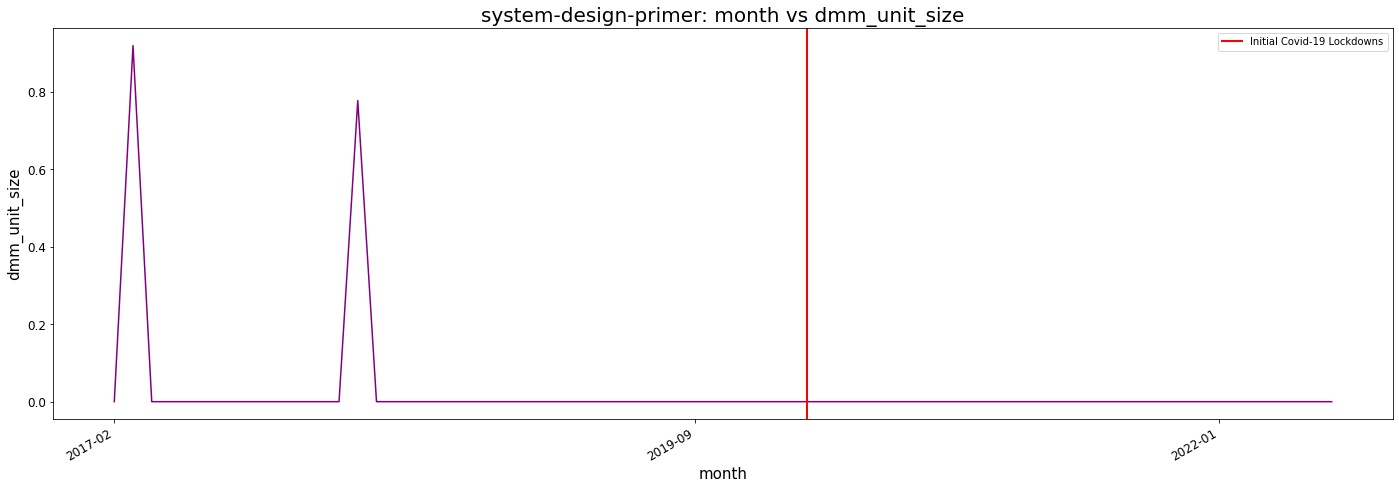 system-design-primer: month vs dmm_unit_size
Initial Covid-19 Lockdowns
dmm_unit_size
0.8
0.6
0.4
0.2
0.0
2017-02
2019-09
2022-01
month